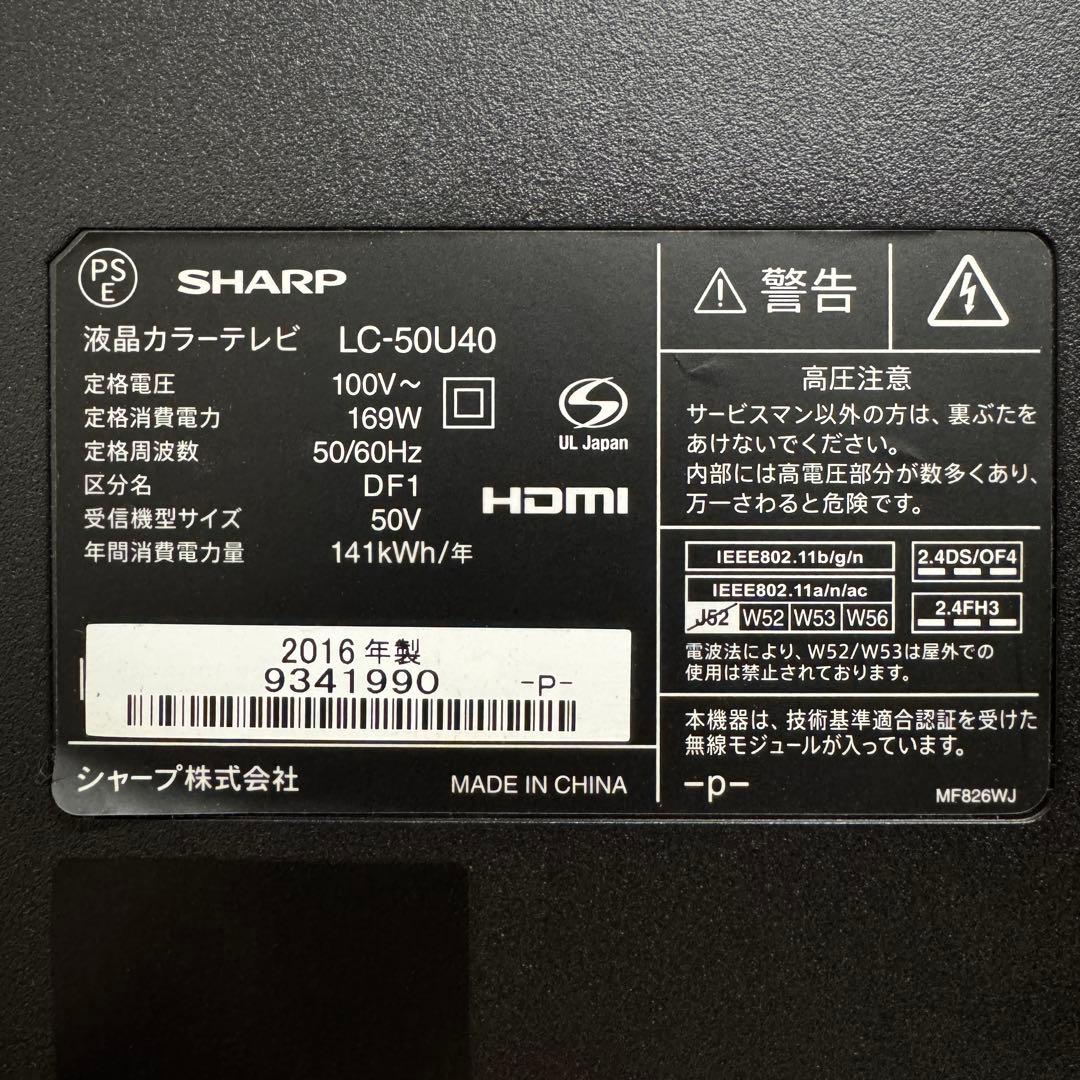 PS
E
SHARP
液晶カラーテレビ LC-50U40
定格電圧 100V～
定格消費電力 169W
定格周波数 50/60Hz
区分名 DF1
受信機型サイズ 50V
年間消費電力量 141kWh/年
S
UL Japan
HDMI
2016年製
9341990 -P-
シャープ株式会社 MADE IN CHINA
警告
高圧注意
サービスマン以外の方は、裏ぶたを
あけないでください。
内部には高電圧部分が数多くあり、
万一さわると危険です。
IEEE802.11b/g/n
IEEE802.11a/n/ac
J52 W52 W53 W56
2.4DS/OF4
2.4FH3
電波法により、W52/W53は屋外での
使用は禁止されております。
本機器は、技術基準適合認証を受けた
無線モジュールが入っています。
-p-
MF826WJ